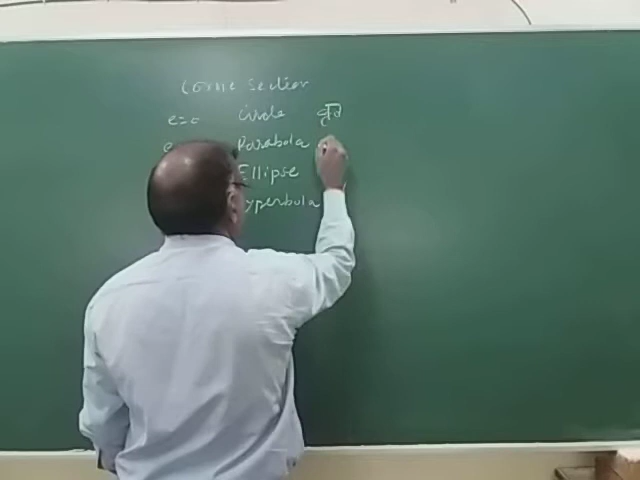 Conic Section
e=0 Circle वृत्त
e Parabola
Ellipse
yperbola